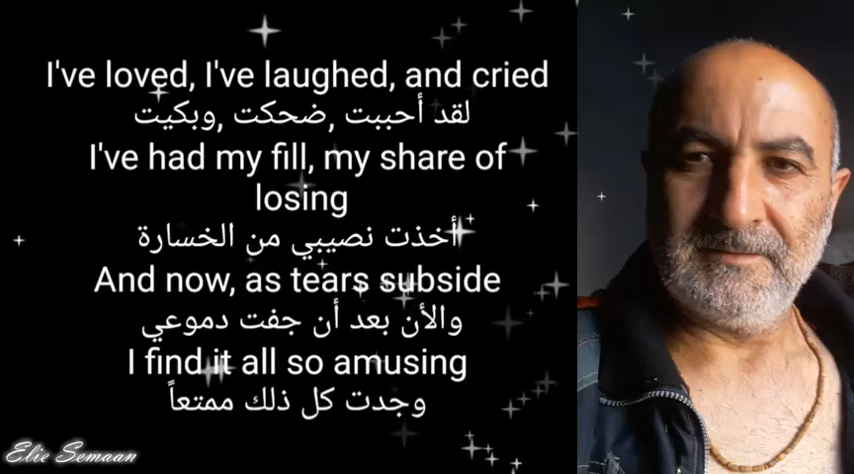 I've loved, I've laughed, and cried
لقد أحببت ,ضحكت ,وبكيت
I've had my fill, my share of
losing
أخذت نصيبي من الخسارة
And now, as tears subside
والأن بعد أن جفت دموعي
I find it all so amusing
وجدت كل ذلك ممتعاً
Elie Semaan